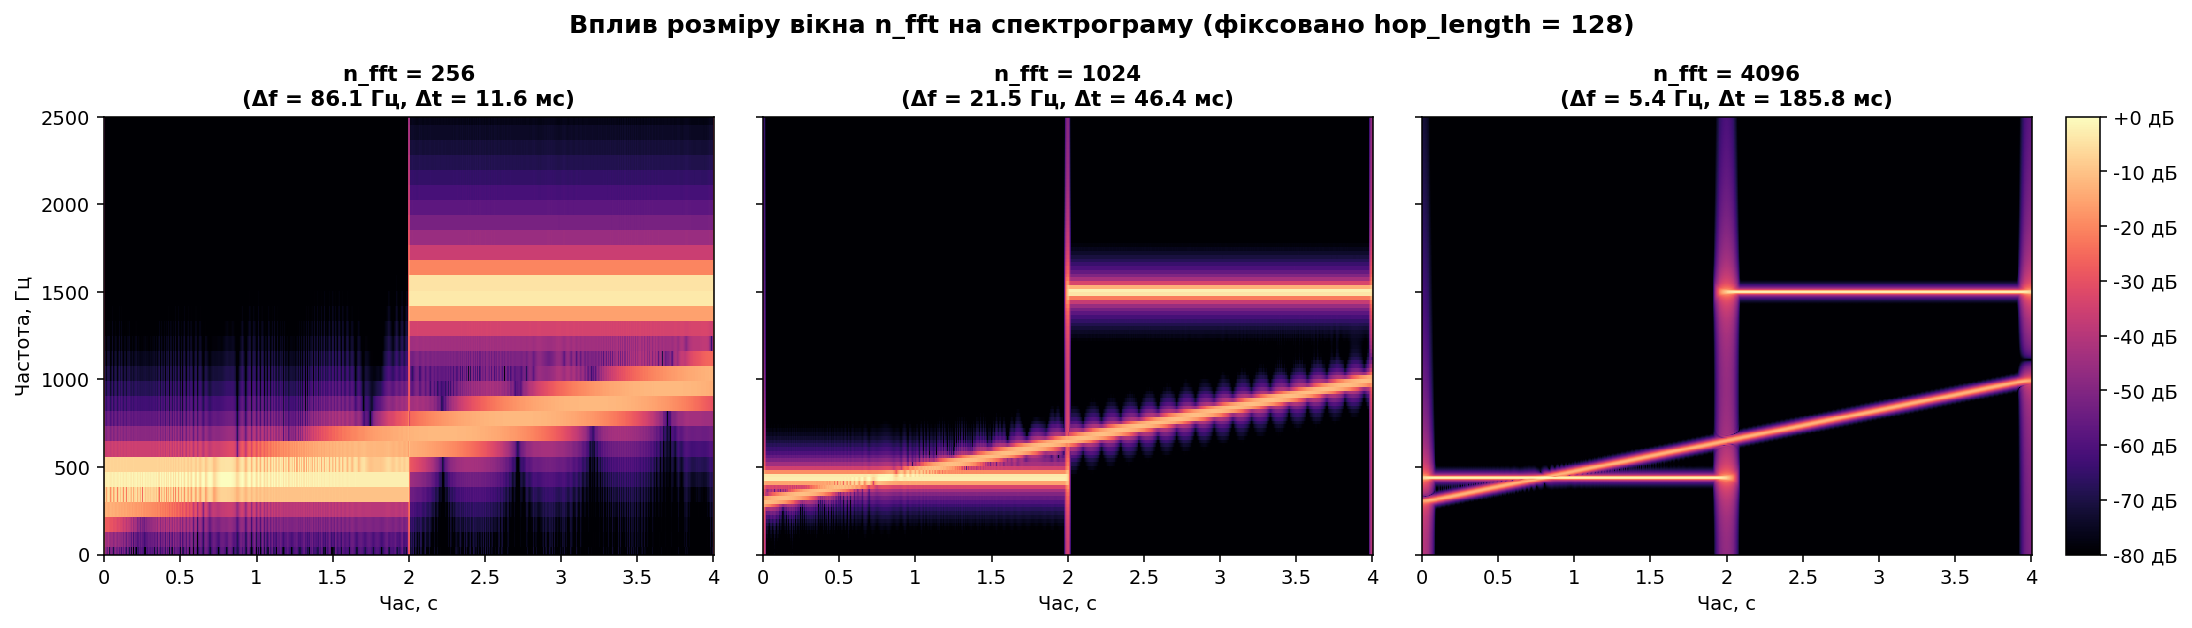 Вплив розміру вікна n_fft на спектрограму (фіксовано hop_length = 128)
n_fft = 256
(Δf = 86.1 Гц, Δt = 11.6 мс)
n_fft = 1024
(Δf = 21.5 Гц, Δt = 46.4 мс)
n_fft = 4096
(Δf = 5.4 Гц, Δt = 185.8 мс)
Частота, Гц
2500
2000
1500
1000
500
0
0 0.5 1 1.5 2 2.5 3 3.5 4
Час, с
0 0.5 1 1.5 2 2.5 3 3.5 4
Час, с
0 0.5 1 1.5 2 2.5 3 3.5 4
Час, с
+0 дБ
-10 дБ
-20 дБ
-30 дБ
-40 дБ
-50 дБ
-60 дБ
-70 дБ
-80 дБ